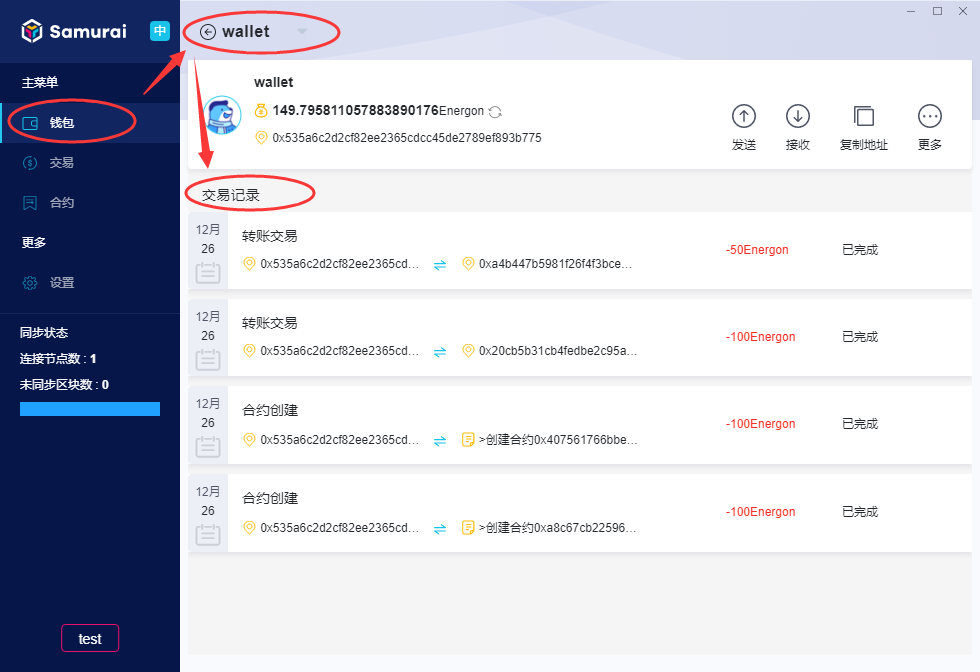 Samurai
中
主菜单
钱包
交易
合约
更多
设置
同步状态
连接节点数 : 1
未同步区块数 : 0
test
wallet
wallet
149.795811057883890176Energon
0x535a6c2d2cf82ee2365cdcc45de2789ef893b775
发送
接收
复制地址
更多
交易记录
12月
26
转账交易
0x535a6c2d2cf82ee2365cd...
0xa4b447b5981f26f4f3bce...
-50Energon
已完成
12月
26
转账交易
0x535a6c2d2cf82ee2365cd...
0x20cb5b31cb4fedbe2c95a...
-100Energon
已完成
12月
26
合约创建
0x535a6c2d2cf82ee2365cd...
>创建合约0x407561766bbe...
-100Energon
已完成
12月
26
合约创建
0x535a6c2d2cf82ee2365cd...
>创建合约0xa8c67cb22596...
-100Energon
已完成